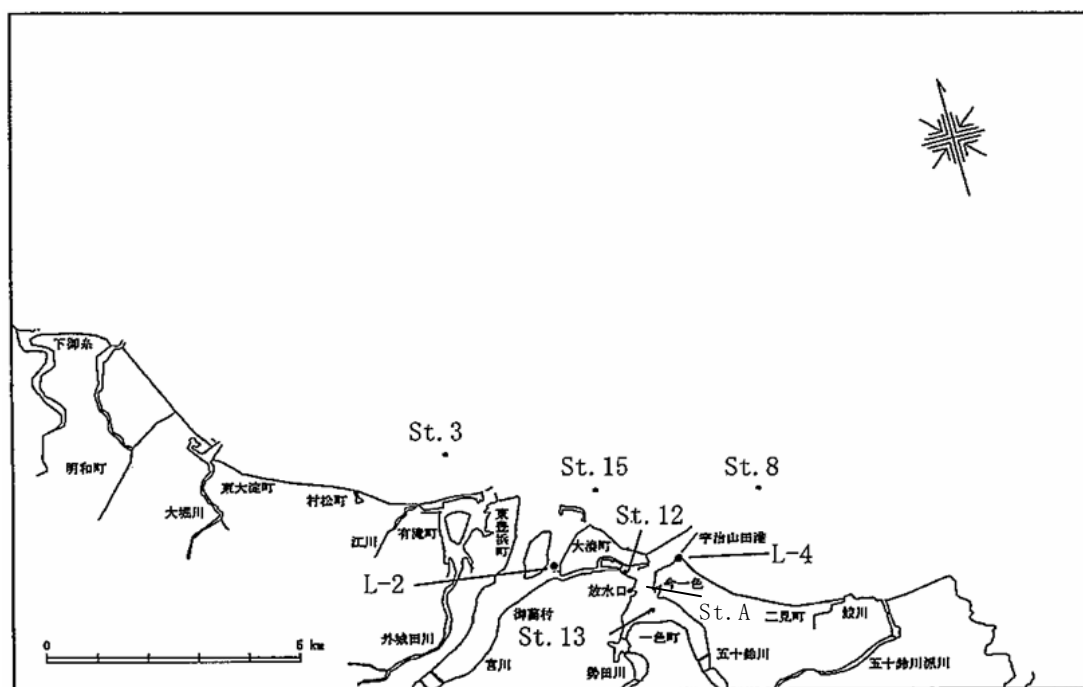 下御糸
St. 3
St. 15
St. 8
明和町
東大淀町
村松町
大堀川
江川
有滝町
東豊浜町
大湊町
St. 12
宇治山田港
L-4
L-2
放水口
今一色
St. A
御薗村
St. 13
一色町
二見町
鮫川
外城田川
宮川
勢田川
五十鈴川
五十鈴川派川
0
5 km